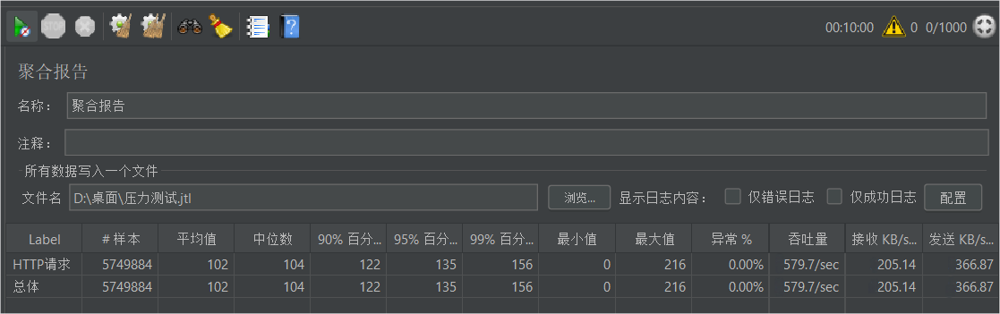 STOP
00:10:00 0 0/1000
聚合报告
名称： 聚合报告
注释：
所有数据写入一个文件
文件名 D:\桌面\压力测试.jtl 浏览... 显示日志内容： 仅错误日志 仅成功日志 配置
Label # 样本 平均值 中位数 90% 百分... 95% 百分... 99% 百分... 最小值 最大值 异常 % 吞吐量 接收 KB/s... 发送 KB/s...
HTTP请求 5749884 102 104 122 135 156 0 216 0.00% 579.7/sec 205.14 366.87
总体 5749884 102 104 122 135 156 0 216 0.00% 579.7/sec 205.14 366.87